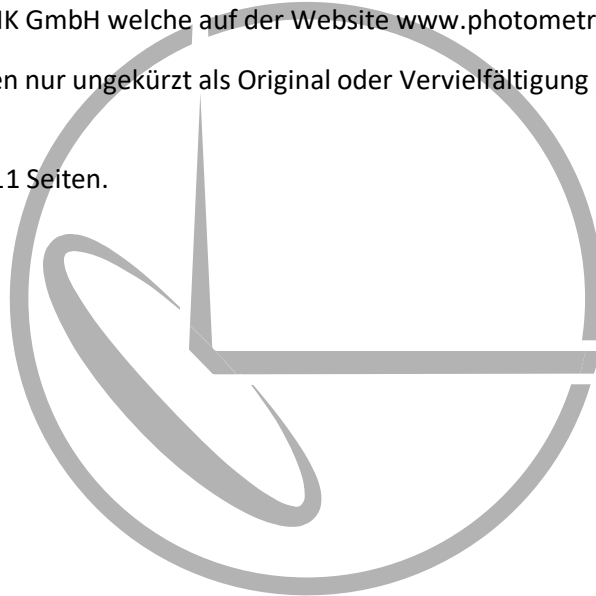 IK GmbH welche auf der Website www.photometr
en nur ungekürzt als Original oder Vervielfältigung
11 Seiten.